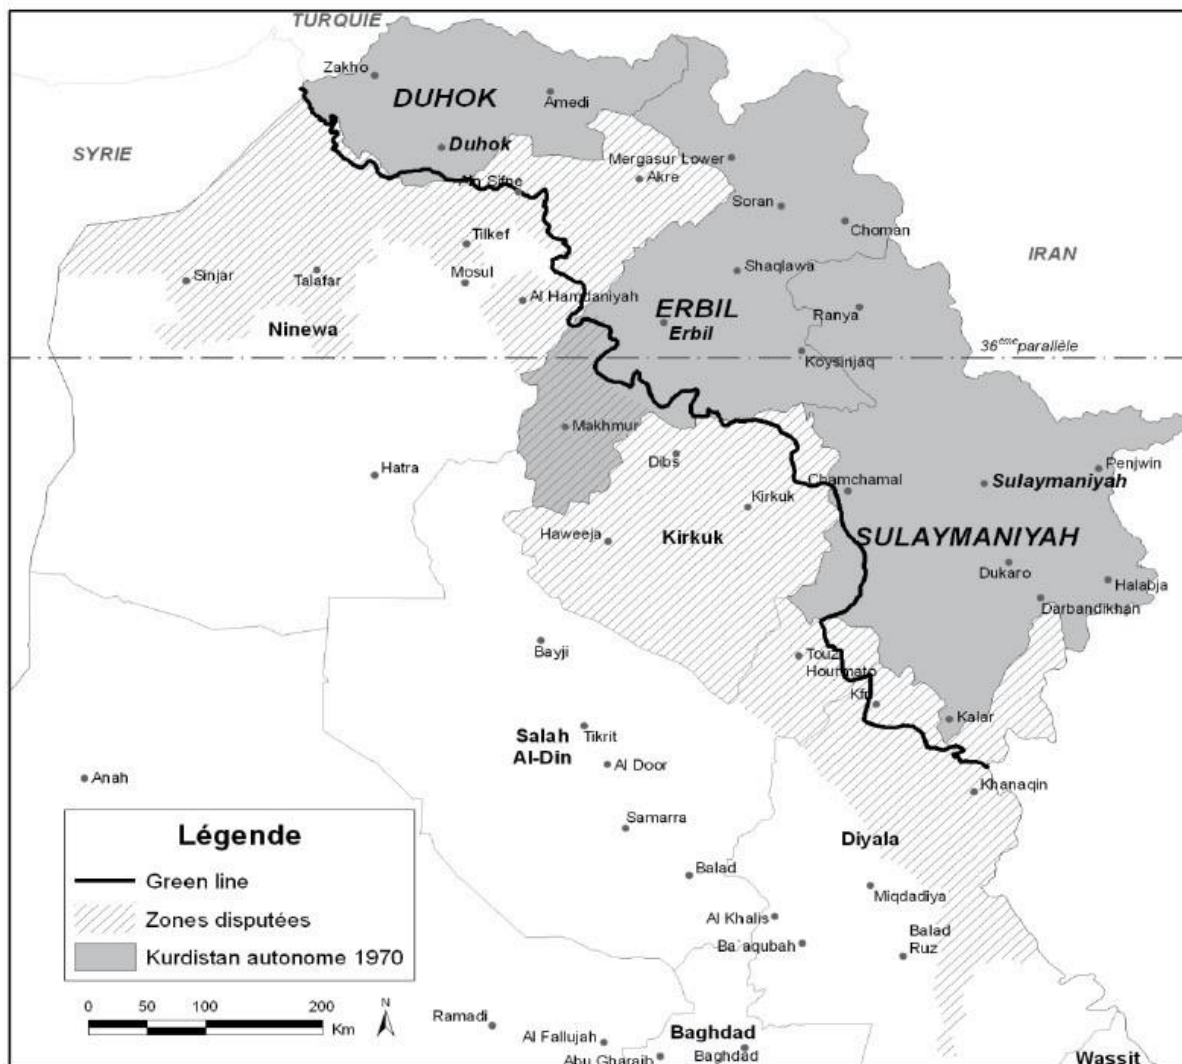 TURQUIE
Zakho
DUHOK
Amedi
SYRIE
Duhok
Mergasur Lower
Ain Sifne
Akre
Soran
Choman
Tilkef
IRAN
Sinjar
Talafar
Mosul
Shaqlawa
Al Hamdaniyah
ERBIL
Erbil
Ranya
Ninewa
36ème parallèle
Koysinjaq
Makhmur
Hatra
Dibs
Penjwin
Chamchamal
Sulaymaniyah
Kirkuk
Haweeja
Kirkuk
SULAYMANIYAH
Dukaro
Halabja
Darbandikhan
Bayji
Touz
Hourmato
Kfri
Kalar
Salah
Al-Din
Tikrit
Al Door
Anah
Khanaqin
Samarra
Diyala
Légende
Balad
Green line
Miqdadiya
Zones disputées
Al Khalis
Balad
Ruz
Ba`aqubah
Kurdistan autonome 1970
0 50 100 200
Km
N
Ramadi
Al Fallujah
Baghdad
Abu Gharaib
Baghdad
Wassit